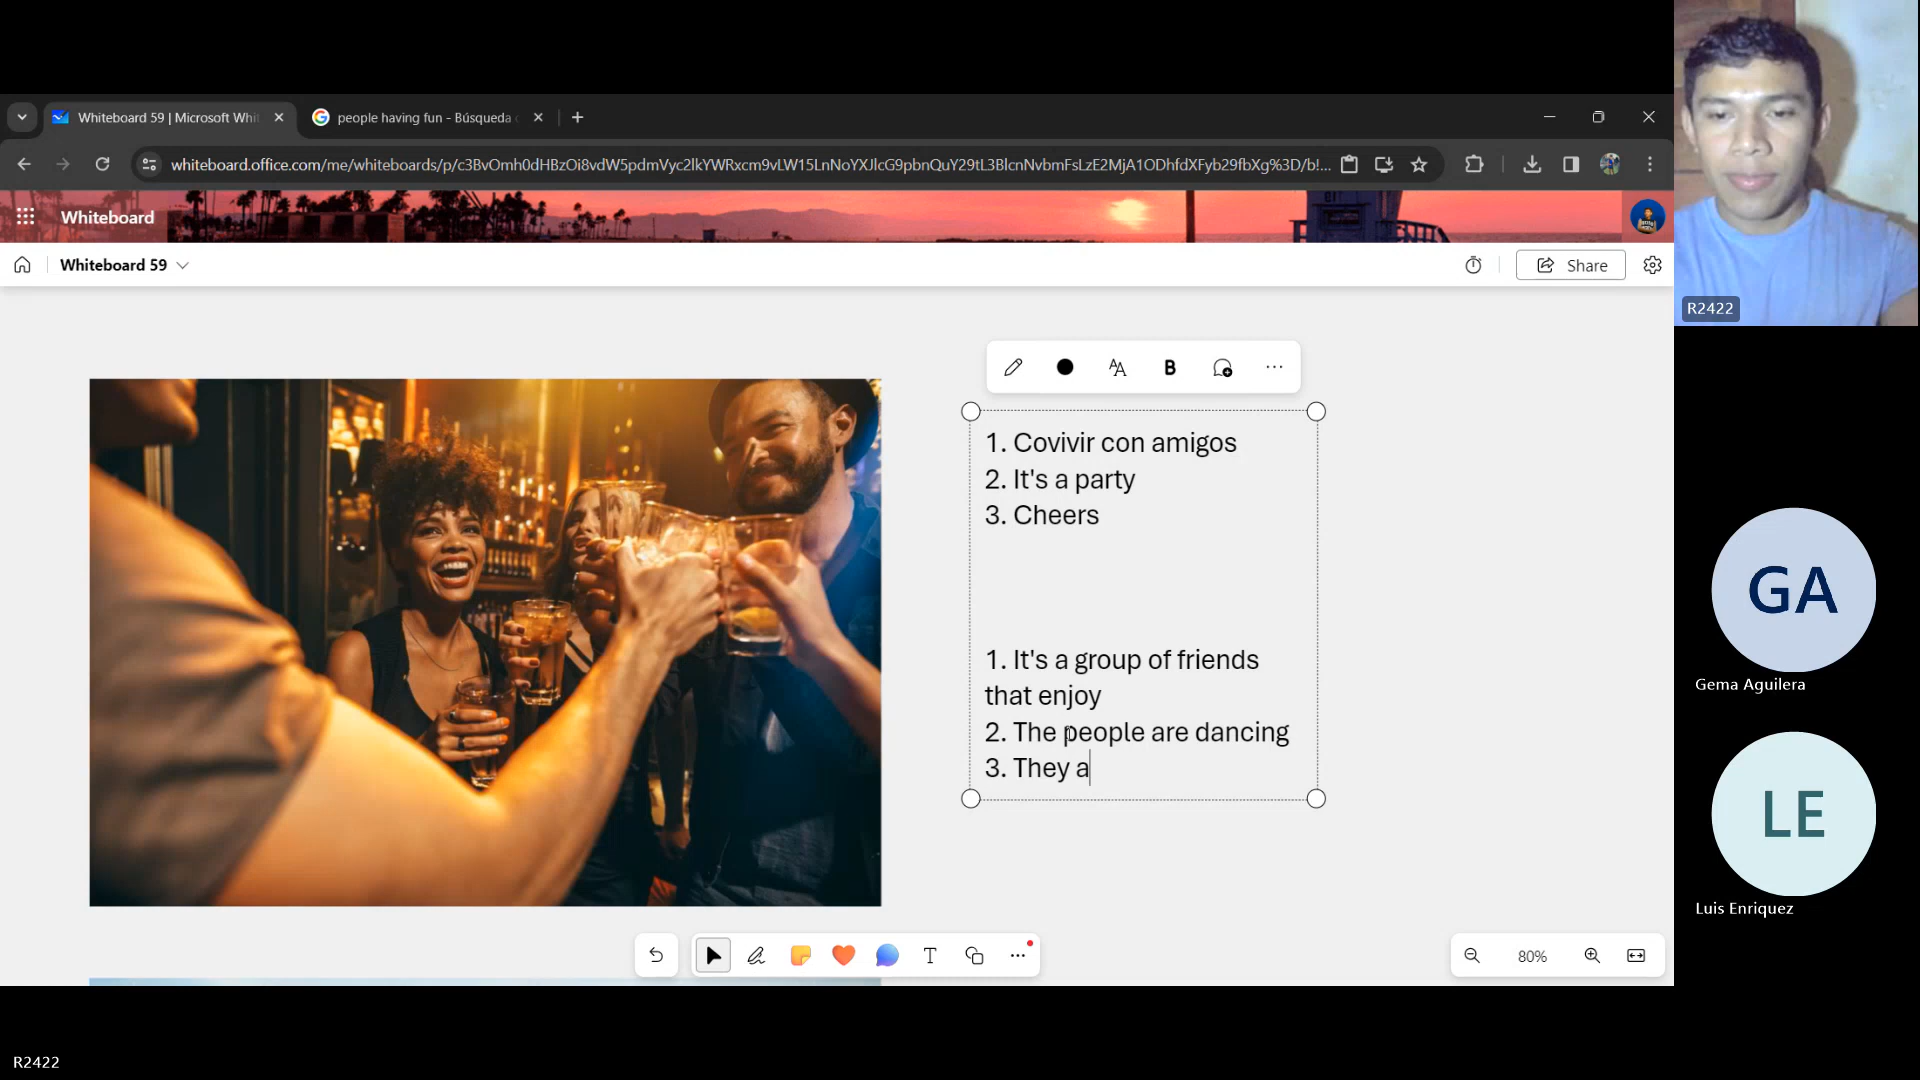 Whiteboard 59 | Microsoft Whit
people having fun - Búsqueda
whiteboard.office.com/me/whiteboards/p/c3BvOmh0dHBzOi8vdW5pdmVyc2lkYWRxcm9vLW15LnNoYXJlcG9pbnQuY29tL3BlcnNvbmFsLzE2MjA1ODhfdXFyb29fbXg%3D/b!...
Whiteboard
Whiteboard 59
Share
B
1. Covivir con amigos
2. It's a party
3. Cheers
1. It's a group of friends
that enjoy
2. The people are dancing
3. They a
80%
R2422
GA
Gema Aguilera
LE
Luis Enriquez
R2422